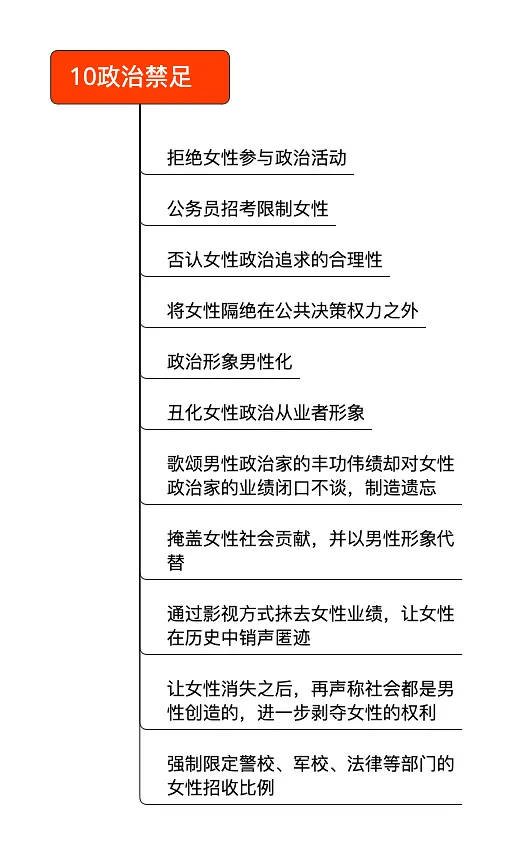 10政治禁足
拒绝女性参与政治活动
公务员招考限制女性
否认女性政治追求的合理性
将女性隔绝在公共决策权力之外
政治形象男性化
丑化女性政治从业者形象
歌颂男性政治家的丰功伟绩却对女性
政治家的业绩闭口不谈，制造遗忘
掩盖女性社会贡献，并以男性形象代
替
通过影视方式抹去女性业绩，让女性
在历史中销声匿迹
让女性消失之后，再声称社会都是男
性创造的，进一步剥夺女性的权利
强制限定警校、军校、法律等部门的
女性招收比例